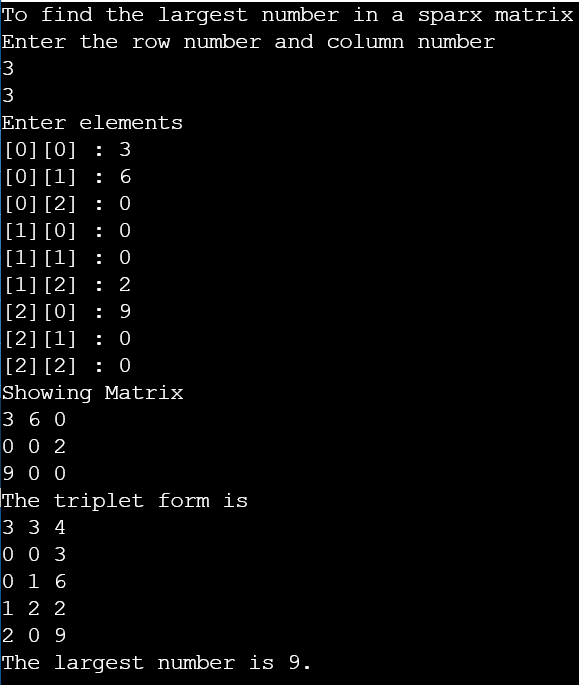 To find the largest number in a sparx matrix
Enter the row number and column number
3
3
Enter elements
[0][0] : 3
[0][1] : 6
[0][2] : 0
[1][0] : 0
[1][1] : 0
[1][2] : 2
[2][0] : 9
[2][1] : 0
[2][2] : 0
Showing Matrix
3 6 0
0 0 2
9 0 0
The triplet form is
3 3 4
0 0 3
0 1 6
1 2 2
2 0 9
The largest number is 9.